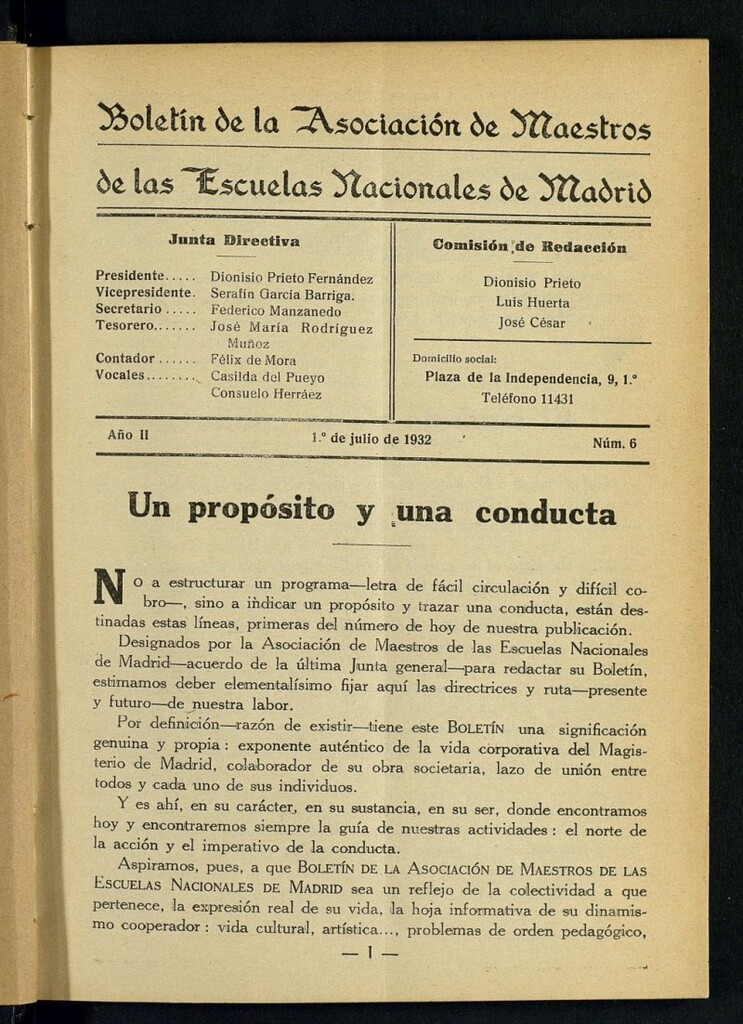 Boletín de la Asociación de Maestros
de las Escuelas Nacionales de Madrid
Junta Directiva
Presidente..... Dionisio Prieto Fernández
Vicepresidente. Serafín García Barriga.
Secretario ..... Federico Manzanedo
Tesorero....... José María Rodríguez
Muñoz
Contador ...... Félix de Mora
Vocales........ Casilda del Pueyo
Consuelo Herráez
Comisión de Redacción
Dionisio Prieto
Luis Huerta
José César
Domicilio social:
Plaza de la Independencia, 9, 1.º
Teléfono 11431
Año II 1.º de julio de 1932 Núm. 6
Un propósito y una conducta
No a estructurar un programa—letra de fácil circulación y difícil co-
bro—, sino a indicar un propósito y trazar una conducta, están des-
tinadas estas líneas, primeras del número de hoy de nuestra publicación.
Designados por la Asociación de Maestros de las Escuelas Nacionales
de Madrid—acuerdo de la última Junta general—para redactar su Boletín,
estimamos deber elementalísimo fijar aquí las directrices y ruta—presente
y futuro—de nuestra labor.
Por definición—razón de existir—tiene este BOLETÍN una significación
genuina y propia : exponente auténtico de la vida corporativa del Magis-
terio de Madrid, colaborador de su obra societaria, lazo de unión entre
todos y cada uno de sus individuos.
Y es ahí, en su carácter, en su sustancia, en su ser, donde encontramos
hoy y encontraremos siempre la guía de nuestras actividades : el norte de
la acción y el imperativo de la conducta.
Aspiramos, pues, a que BOLETÍN DE LA ASOCIACIÓN DE MAESTROS DE LAS
ESCUELAS NACIONALES DE MADRID sea un reflejo de la colectividad a que
pertenece, la expresión real de su vida, la hoja informativa de su dinamis-
mo cooperador : vida cultural, artística..., problemas de orden pedagógico,
— 1 —